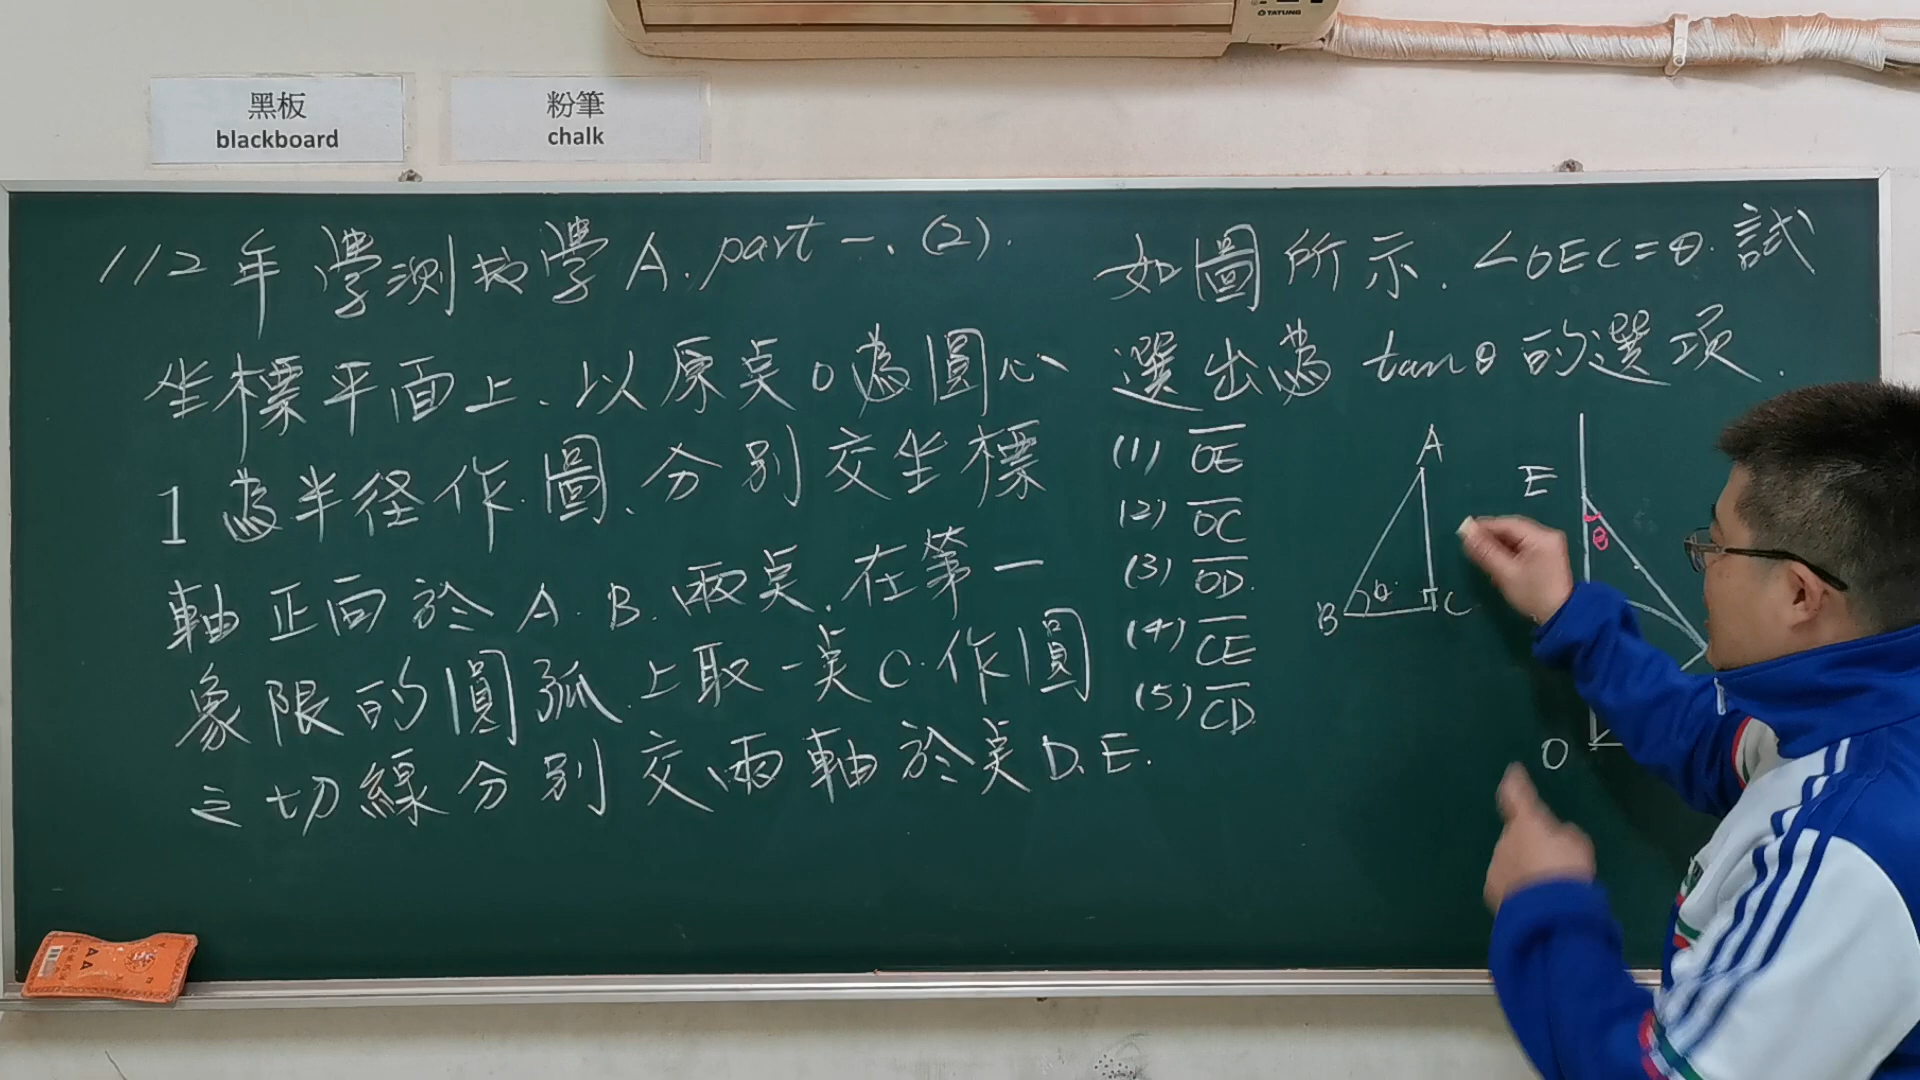 TATUNG
黑板
blackboard
粉筆
chalk
112年學測數學A. part 一. (2).
坐標平面上、以原点O為圓心
1為半径作圖、分別交坐標
軸正向於A.B.兩点.在第一
象限的圓弧上取一点C.作圓
之切線分別交兩軸於点D.E.
如圖所示.∠OEC=θ.試
選出為 tanθ的選項.
(1) OE
(2) OC
(3) OD.
(4) CE
(5) CD
A
B
θ
C
E
θ
O
AA